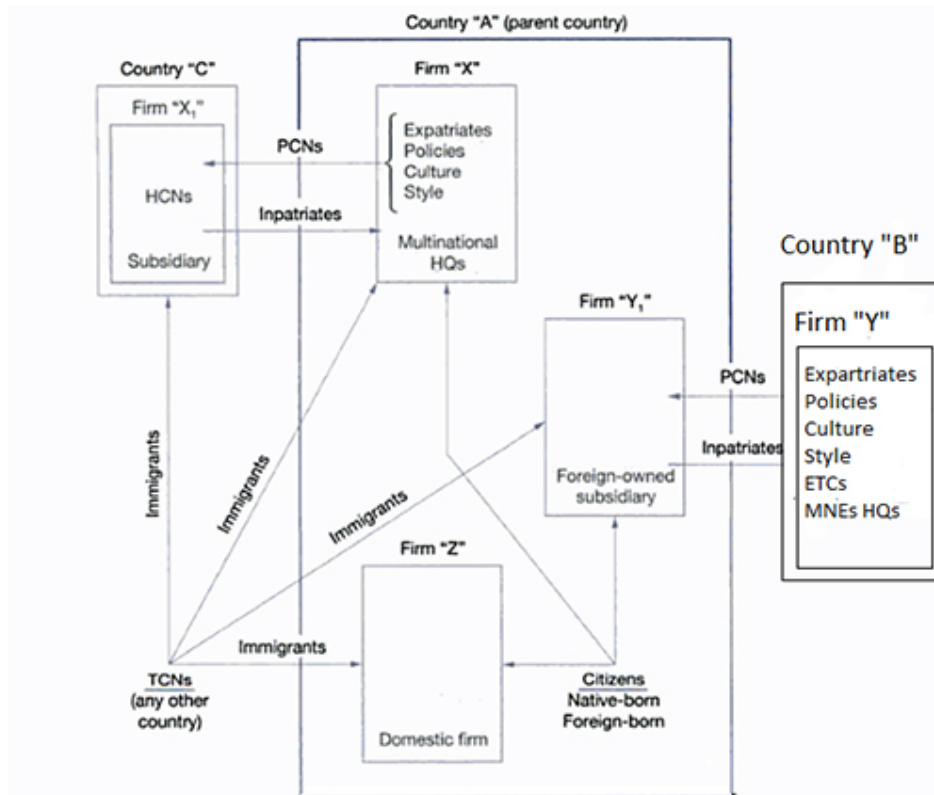 Country "A" (parent country)
Country "C"
Firm "X"
Firm "X₁"
PCNs
Expatriates
Policies
Culture
Style
HCNs
Inpatriates
Subsidiary
Multinational
HQs
Country "B"
Firm "Y₁"
Firm "Y"
PCNs
Expartriates
Policies
Culture
Style
ETCs
MNEs HQs
Inpatriates
Foreign-owned
subsidiary
Immigrants
Immigrants
Immigrants
Firm "Z"
Immigrants
TCNs
(any other
country)
Citizens
Native-born
Foreign-born
Domestic firm